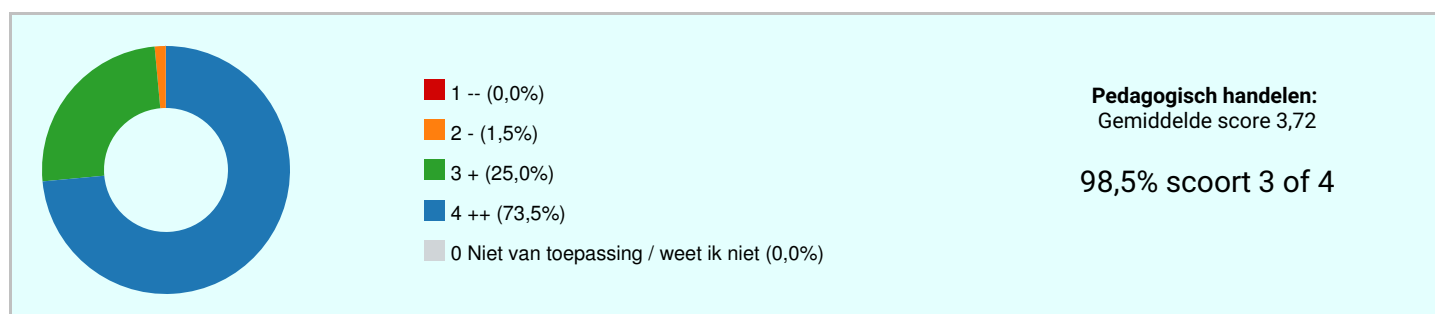 1 -- (0,0%)
2 - (1,5%)
3 + (25,0%)
4 ++ (73,5%)
0 Niet van toepassing / weet ik niet (0,0%)
Pedagogisch handelen:
Gemiddelde score 3,72
98,5% scoort 3 of 4